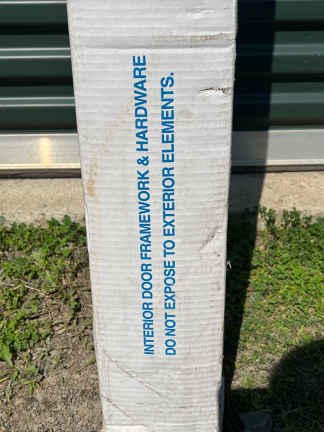 INTERIOR DOOR FRAMEWORK & HARDWARE
DO NOT EXPOSE TO EXTERIOR ELEMENTS.